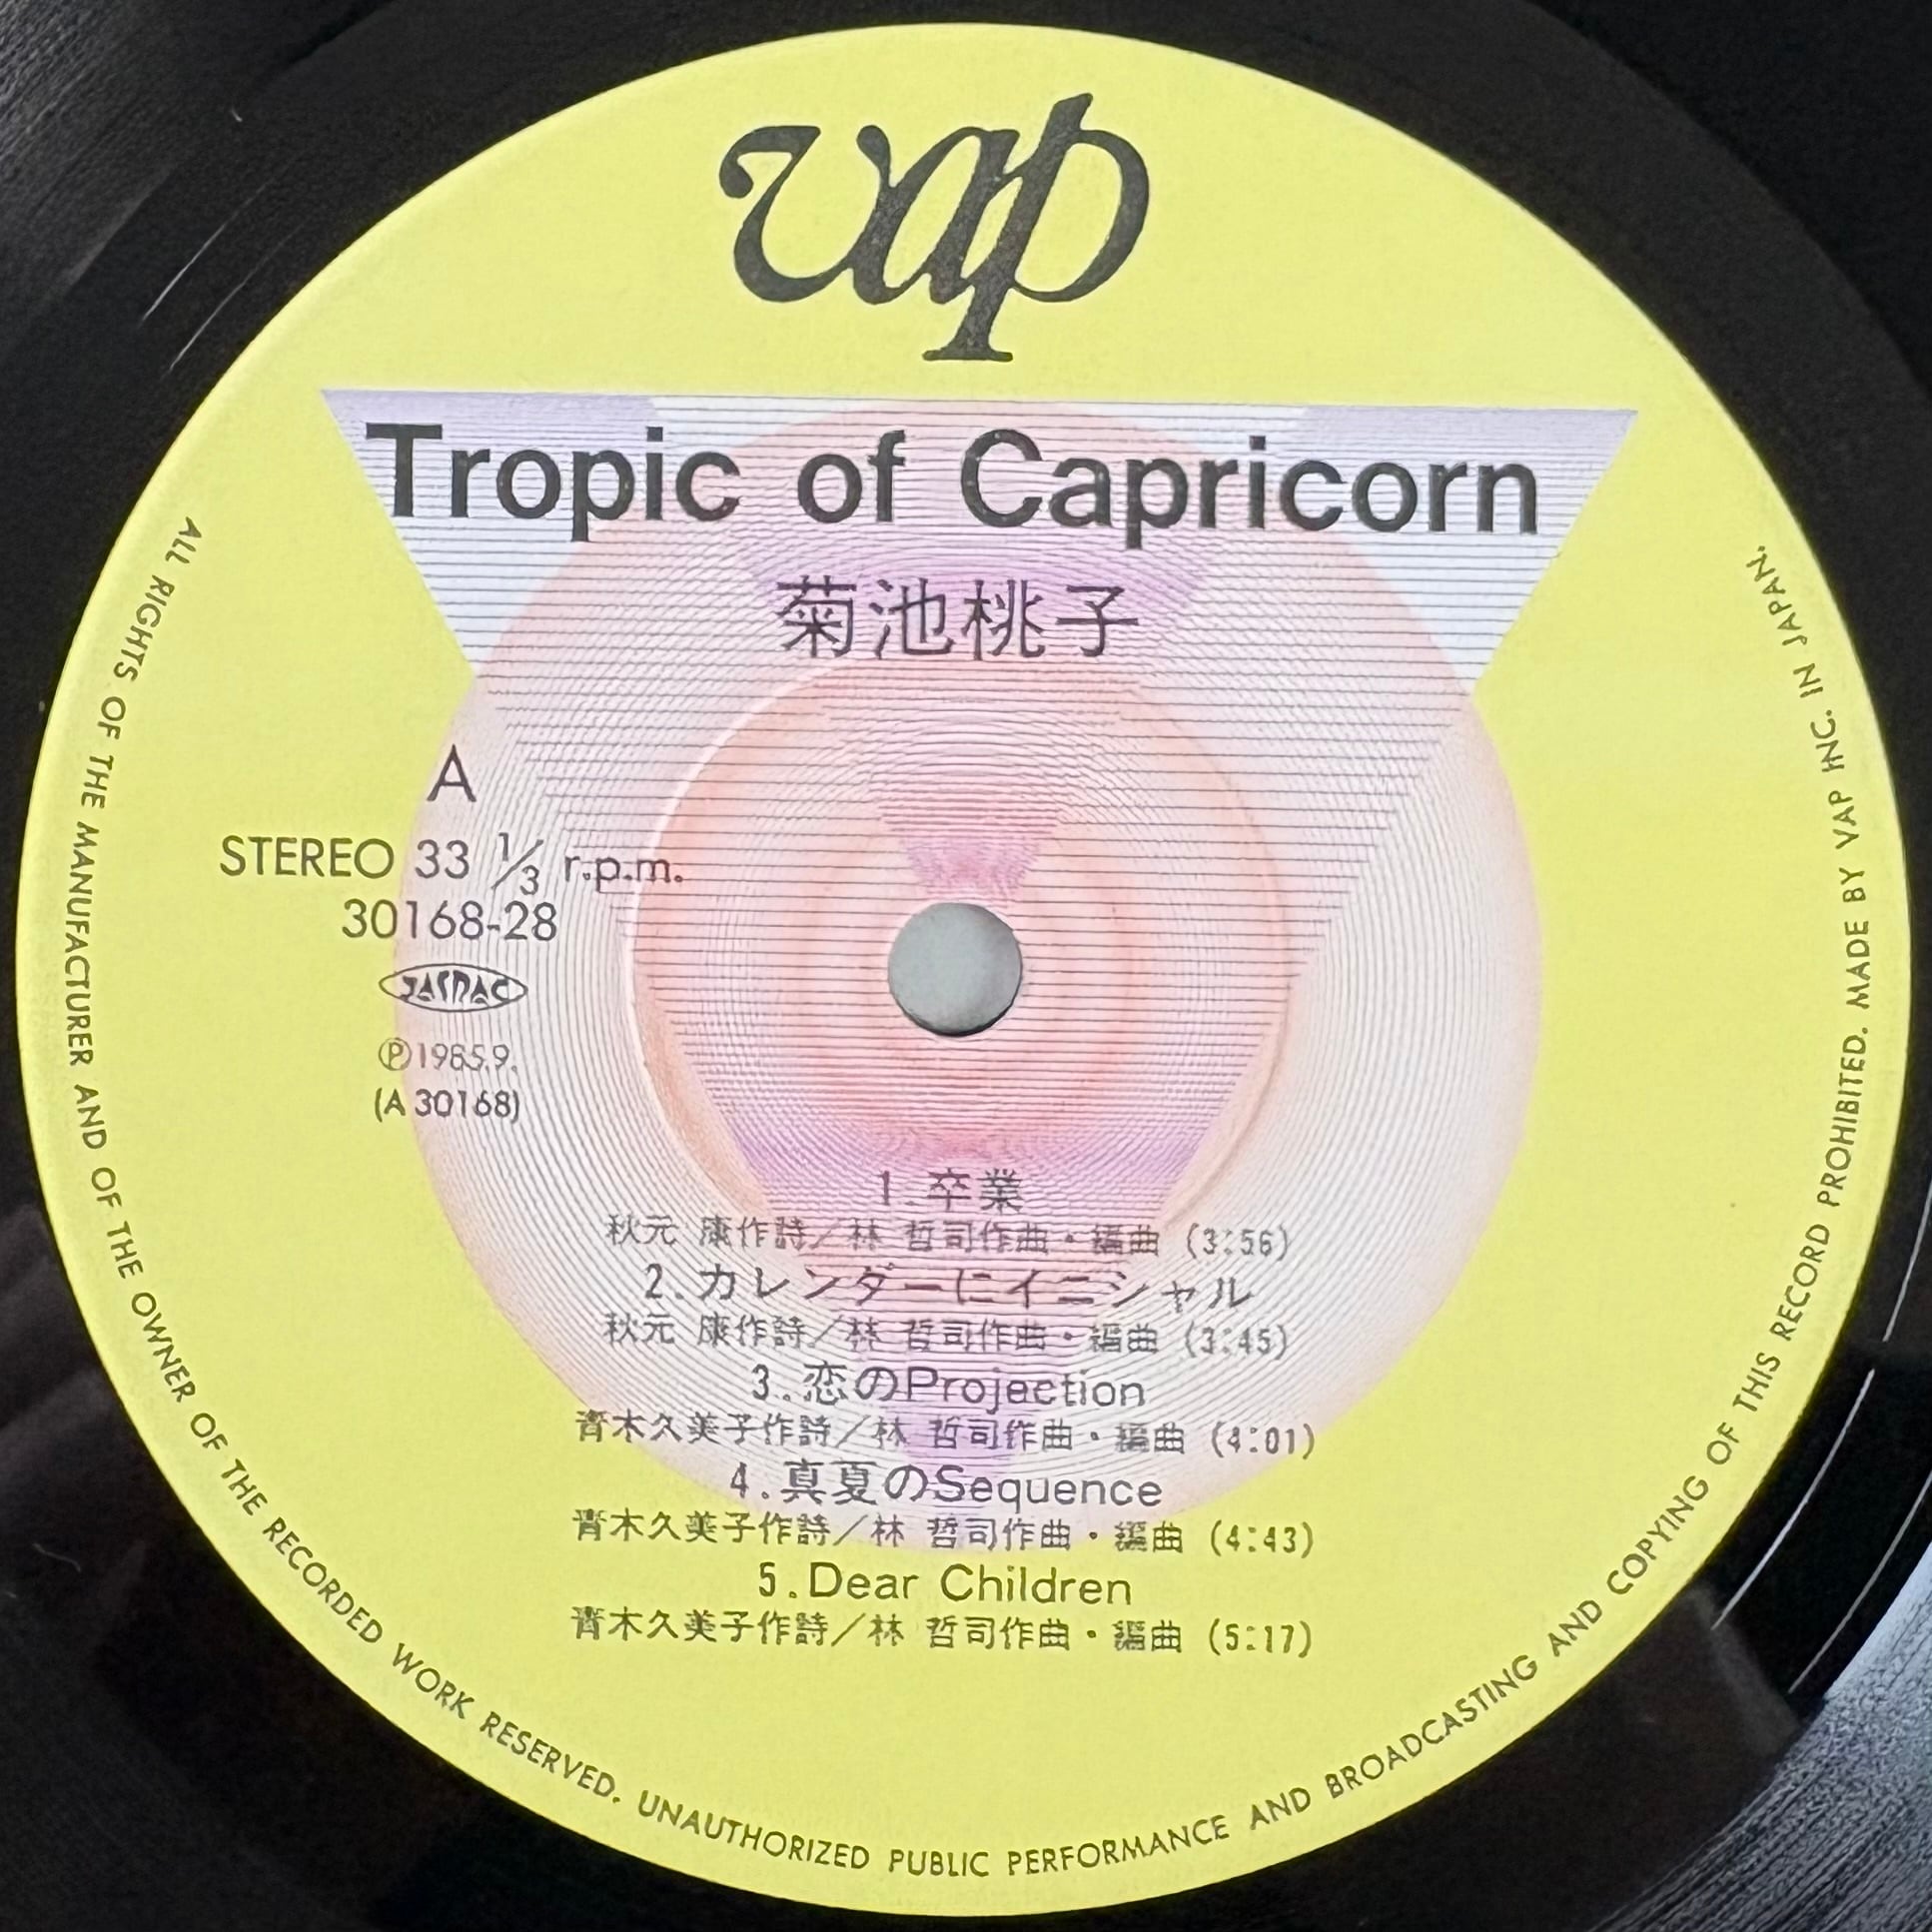 vap
Tropic of Capricorn
菊池桃子
A
STEREO 33 1/3 r.p.m.
30168-28
JASRAC
Ⓟ1985.9.
(A 30168)
1.卒業
秋元 康作詩／林 哲司作曲・編曲 (3:56)
2.カレンダーにイニシャル
秋元 康作詩／林 哲司作曲・編曲 (3:45)
3.恋のProjection
青木久美子作詩／林 哲司作曲・編曲 (4:01)
4.真夏のSequence
青木久美子作詩／林 哲司作曲・編曲 (4:43)
5.Dear Children
青木久美子作詩／林 哲司作曲・編曲 (5:17)
ALL RIGHTS OF THE MANUFACTURER AND OF THE OWNER OF THE RECORDED WORK RESERVED. UNAUTHORIZED PUBLIC PERFORMANCE AND BROADCASTING AND COPYING OF THIS RECORD PROHIBITED. MADE BY VAP INC. IN JAPAN.